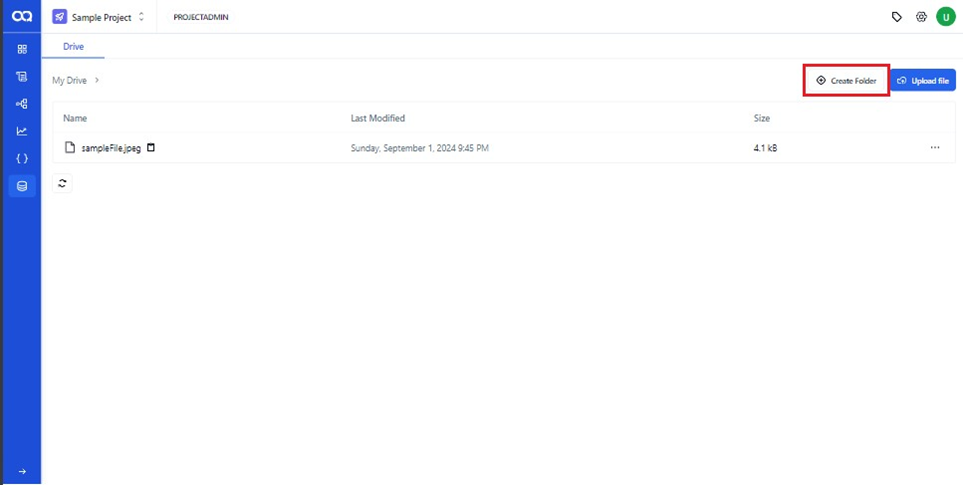 Sample Project PROJECTADMIN U
Drive
My Drive
Create Folder Upload file
Name Last Modified Size
sampleFile.jpeg Sunday, September 1, 2024 9:45 PM 4.1 kB